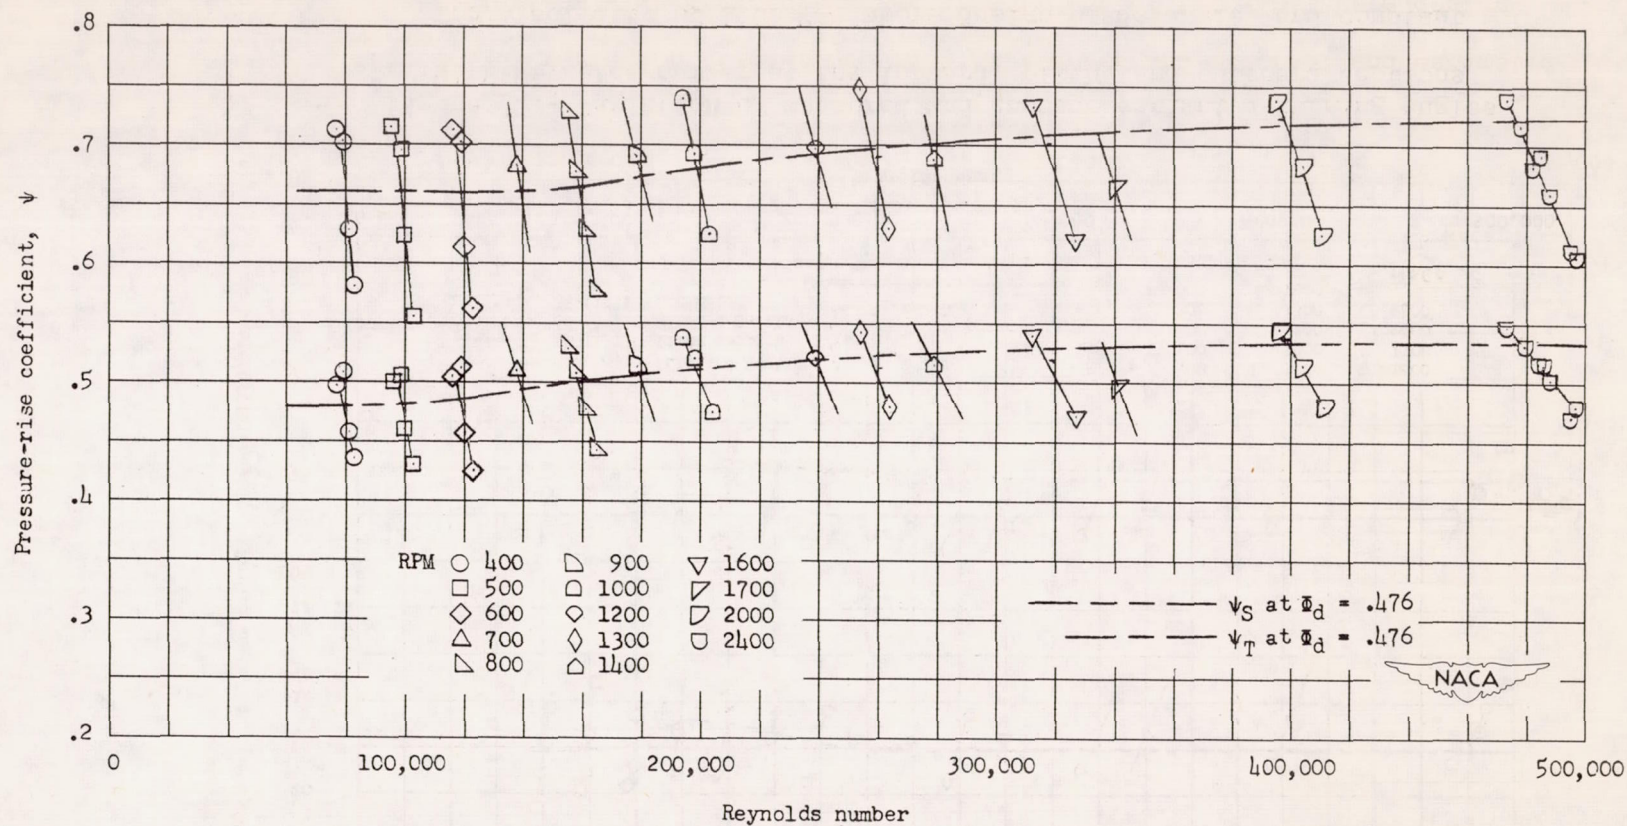 .8
.7
.6
.5
.4
.3
.2
Pressure-rise coefficient, ψ
RPM 400 900 1600
500 1000 1700
600 1200 2000
700 1300 2400
800 1400
ψS at Φd = .476
ψT at Φd = .476
NACA
0 100,000 200,000 300,000 400,000 500,000
Reynolds number